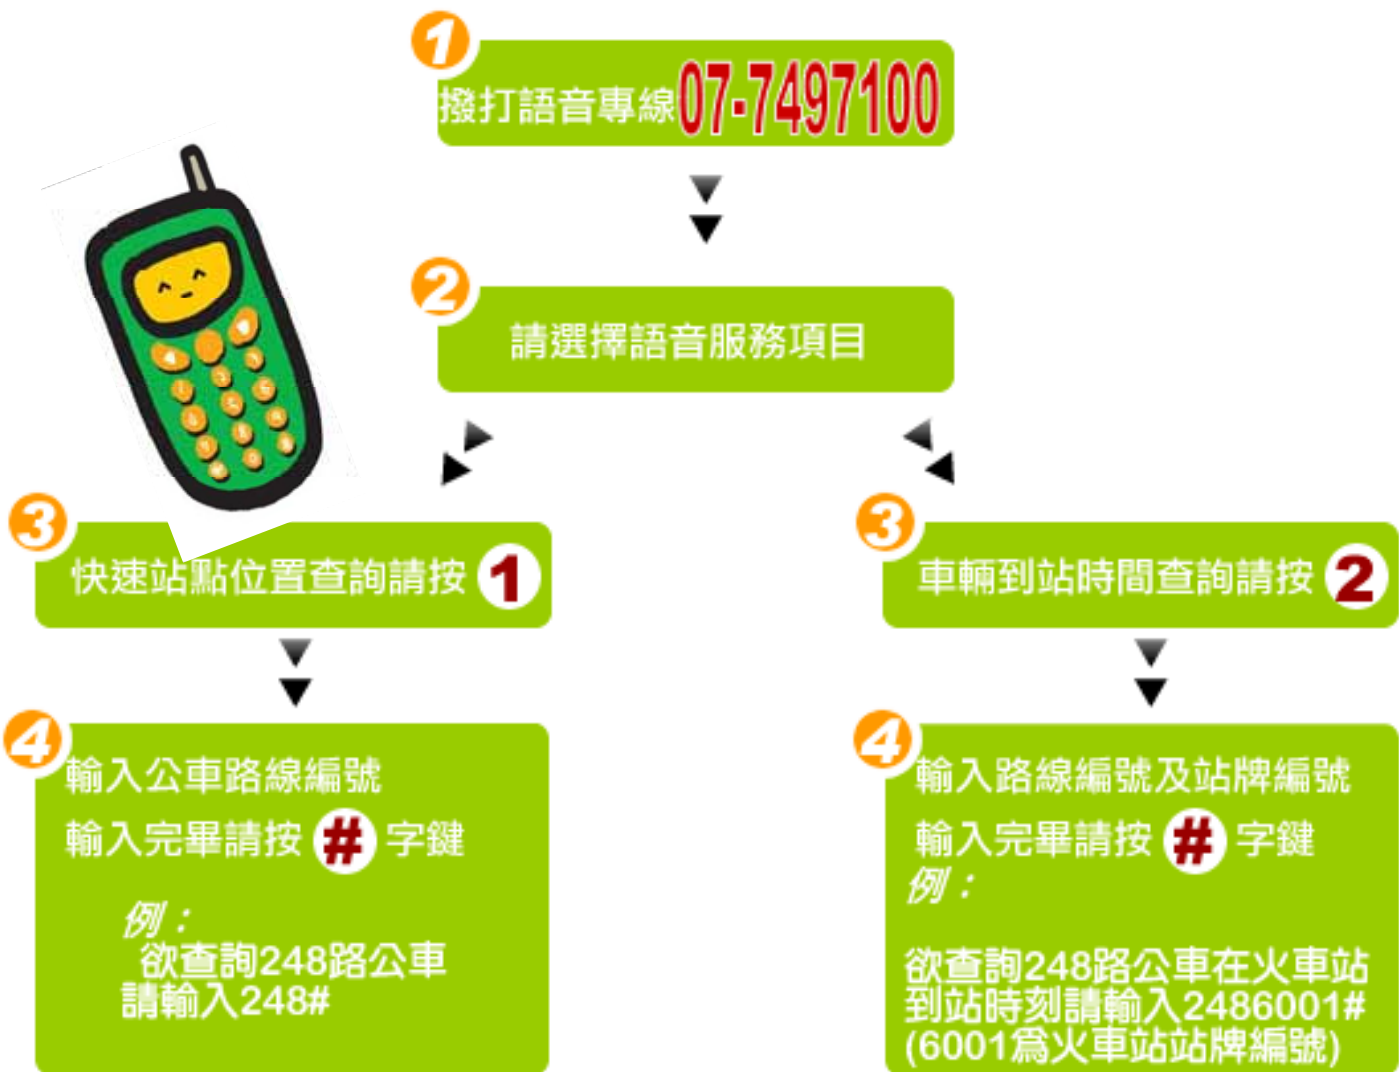 1
撥打語音專線07-7497100
2
請選擇語音服務項目
3
快速站點位置查詢請按 1
4
輸入公車路線編號
輸入完畢請按 # 字鍵
例：
欲查詢248路公車
請輸入248#
3
車輛到站時間查詢請按 2
4
輸入路線編號及站牌編號
輸入完畢請按 # 字鍵
例：
欲查詢248路公車在火車站
到站時刻請輸入2486001#
(6001為火車站站牌編號)